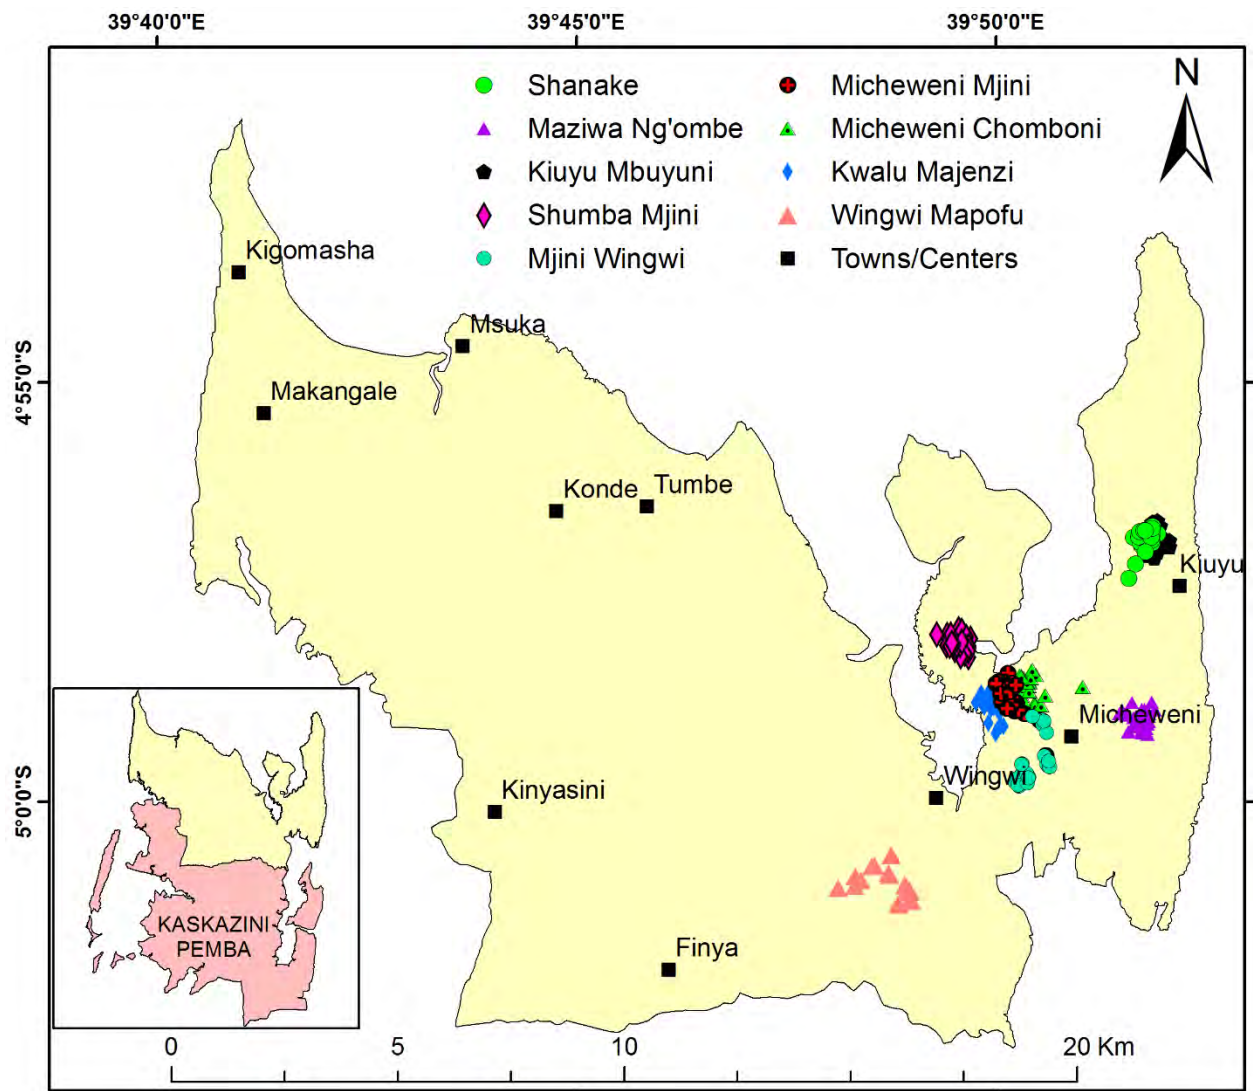 39°40'0"E 39°45'0"E 39°50'0"E
N
Shanake
Maziwa Ng'ombe
Kiuyu Mbuyuni
Shumba Mjini
Mjini Wingwi
Micheweni Mjini
Micheweni Chomboni
Kwalu Majenzi
Wingwi Mapofu
Towns/Centers
Kigomasha
Msuka
4°55'0"S
Makangale
Konde
Tumbe
Kiuyu
Micheweni
Wingwi
5°0'0"S
Kinyasini
KASKAZINI
PEMBA
Finya
0 5 10 20 Km